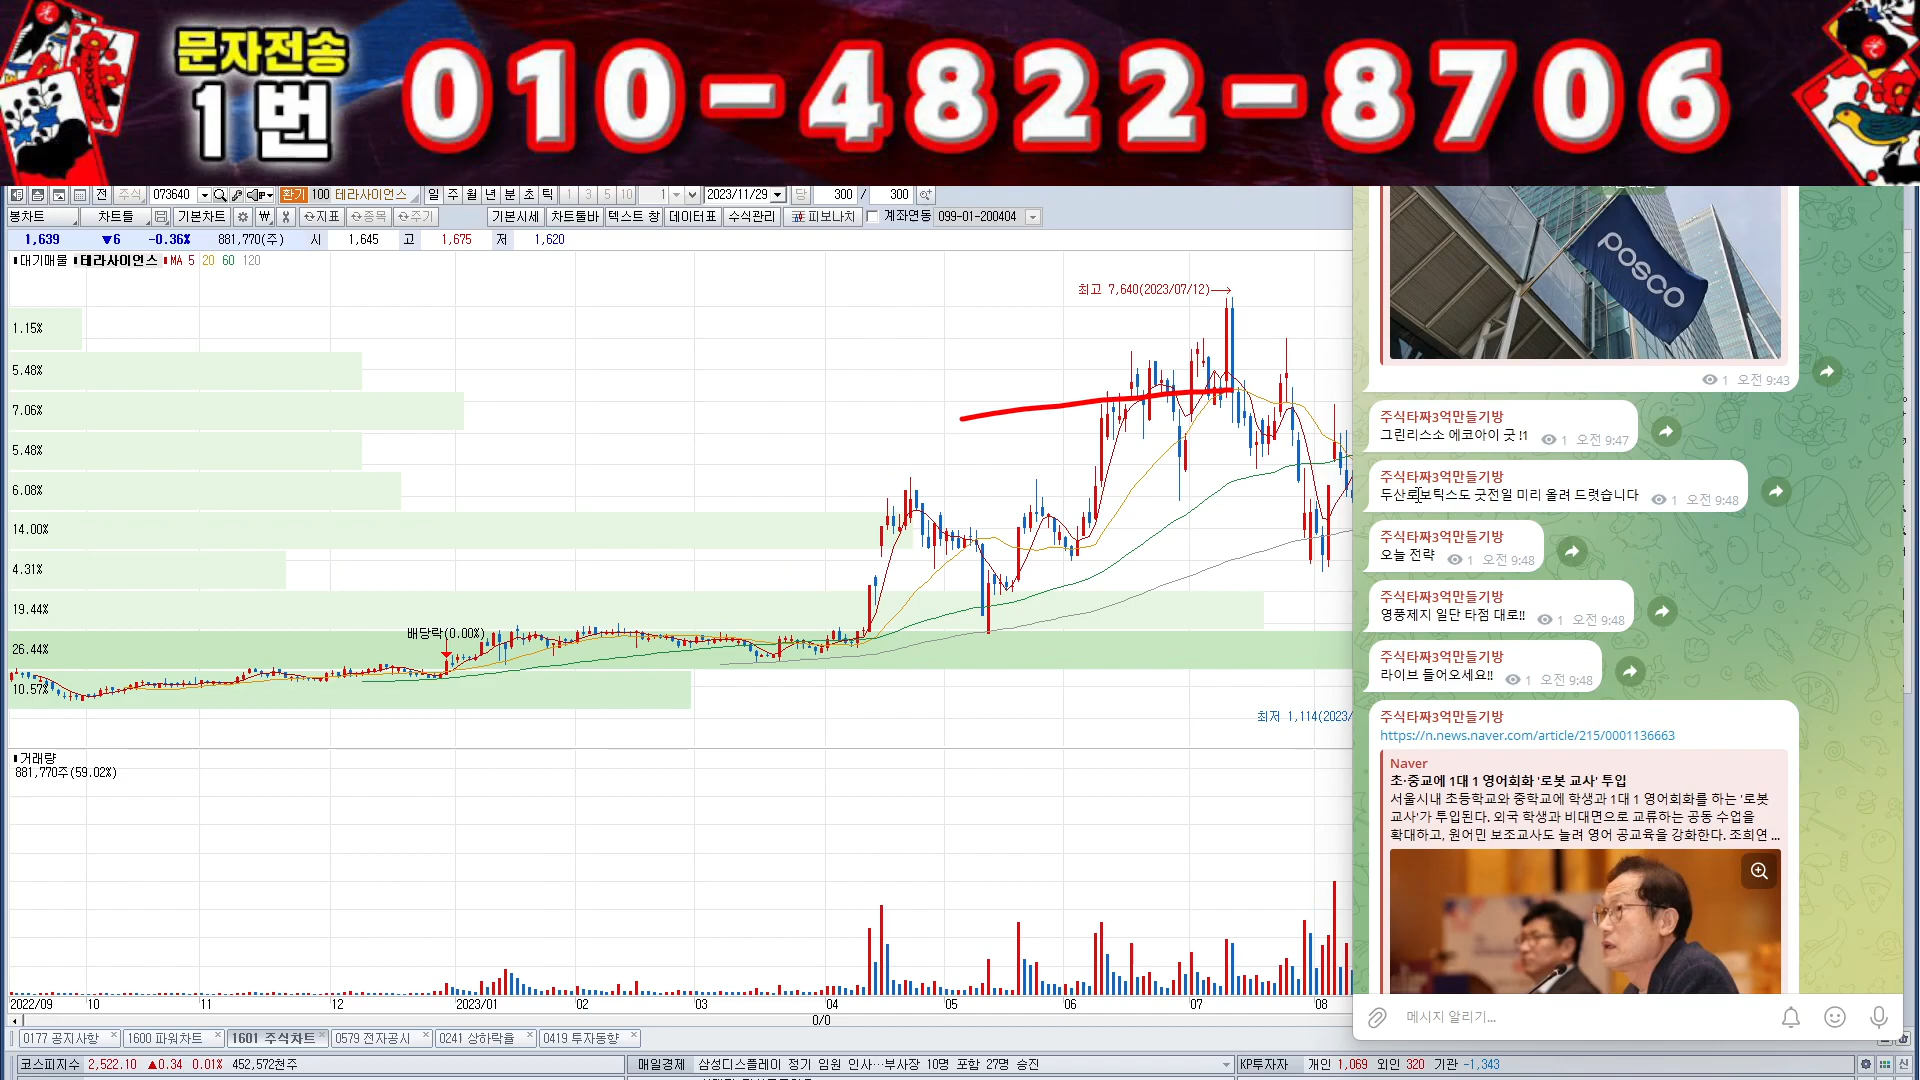 문자전송
1번
010-4822-8706
전 주식 073640 환기 100 테라사이언스 일 주 월 년 분 초 틱 1 3 5 10 1 2023/11/29 당 300 / 300
봉차트 차트틀 기본차트 ₩ 지표 종목 주기 기본시세 차트툴바 텍스트 창 데이터표 수식관리 피보나치 계좌연동 099-01-200404
1,639 ▼6 -0.36% 881,770(주) 시 1,645 고 1,675 저 1,620
대기매물 테라사이언스 MA 5 20 60 120
최고 7,640(2023/07/12)
1.15%
5.48%
7.06%
5.48%
6.08%
14.00%
4.31%
19.44%
배당락(0.00%)
26.44%
10.57%
최저 1,114(2023/
거래량
881,770주(59.02%)
2022/09 10 11 12 2023/01 02 03 04 05 06 07 08
0/0
0177 공지사항 1600 파워차트 1601 주식차트 0579 전자공시 0241 상하락율 0419 투자동향
코스피지수 2,522.10 ▲0.34 0.01% 452,572천주 매일경제 삼성디스플레이 정기 임원 인사…부사장 10명 포함 27명 승진 KP투자자 개인 1,069 외인 320 기관 -1,343 신
posco
1 오전 9:43
주식타짜3억만들기방
그린리스소 에코아이 굿 !1 1 오전 9:47
주식타짜3억만들기방
두산로보틱스도 굿전일 미리 올려 드렷습니다 1 오전 9:48
주식타짜3억만들기방
오늘 전략 1 오전 9:48
주식타짜3억만들기방
영풍제지 일단 타점 대로!! 1 오전 9:48
주식타짜3억만들기방
라이브 들어오세요!! 1 오전 9:48
주식타짜3억만들기방
https://n.news.naver.com/article/215/0001136663
Naver
초·중교에 1대 1 영어회화 '로봇 교사' 투입
서울시내 초등학교와 중학교에 학생과 1대 1 영어회화를 하는 '로봇
교사'가 투입된다. 외국 학생과 비대면으로 교류하는 공동 수업을
확대하고, 원어민 보조교사도 늘려 영어 공교육을 강화한다. 조희연 ...
메시지 알리기...